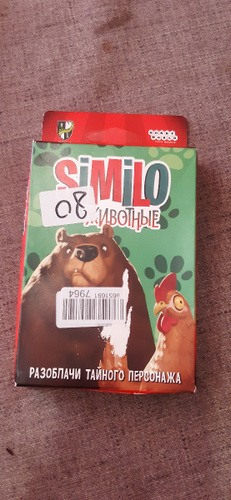 SiMiLO
ЖИВОТНЫЕ
08
7964
РАЗОБЛАЧИ ТАЙНОГО ПЕРСОНАЖА